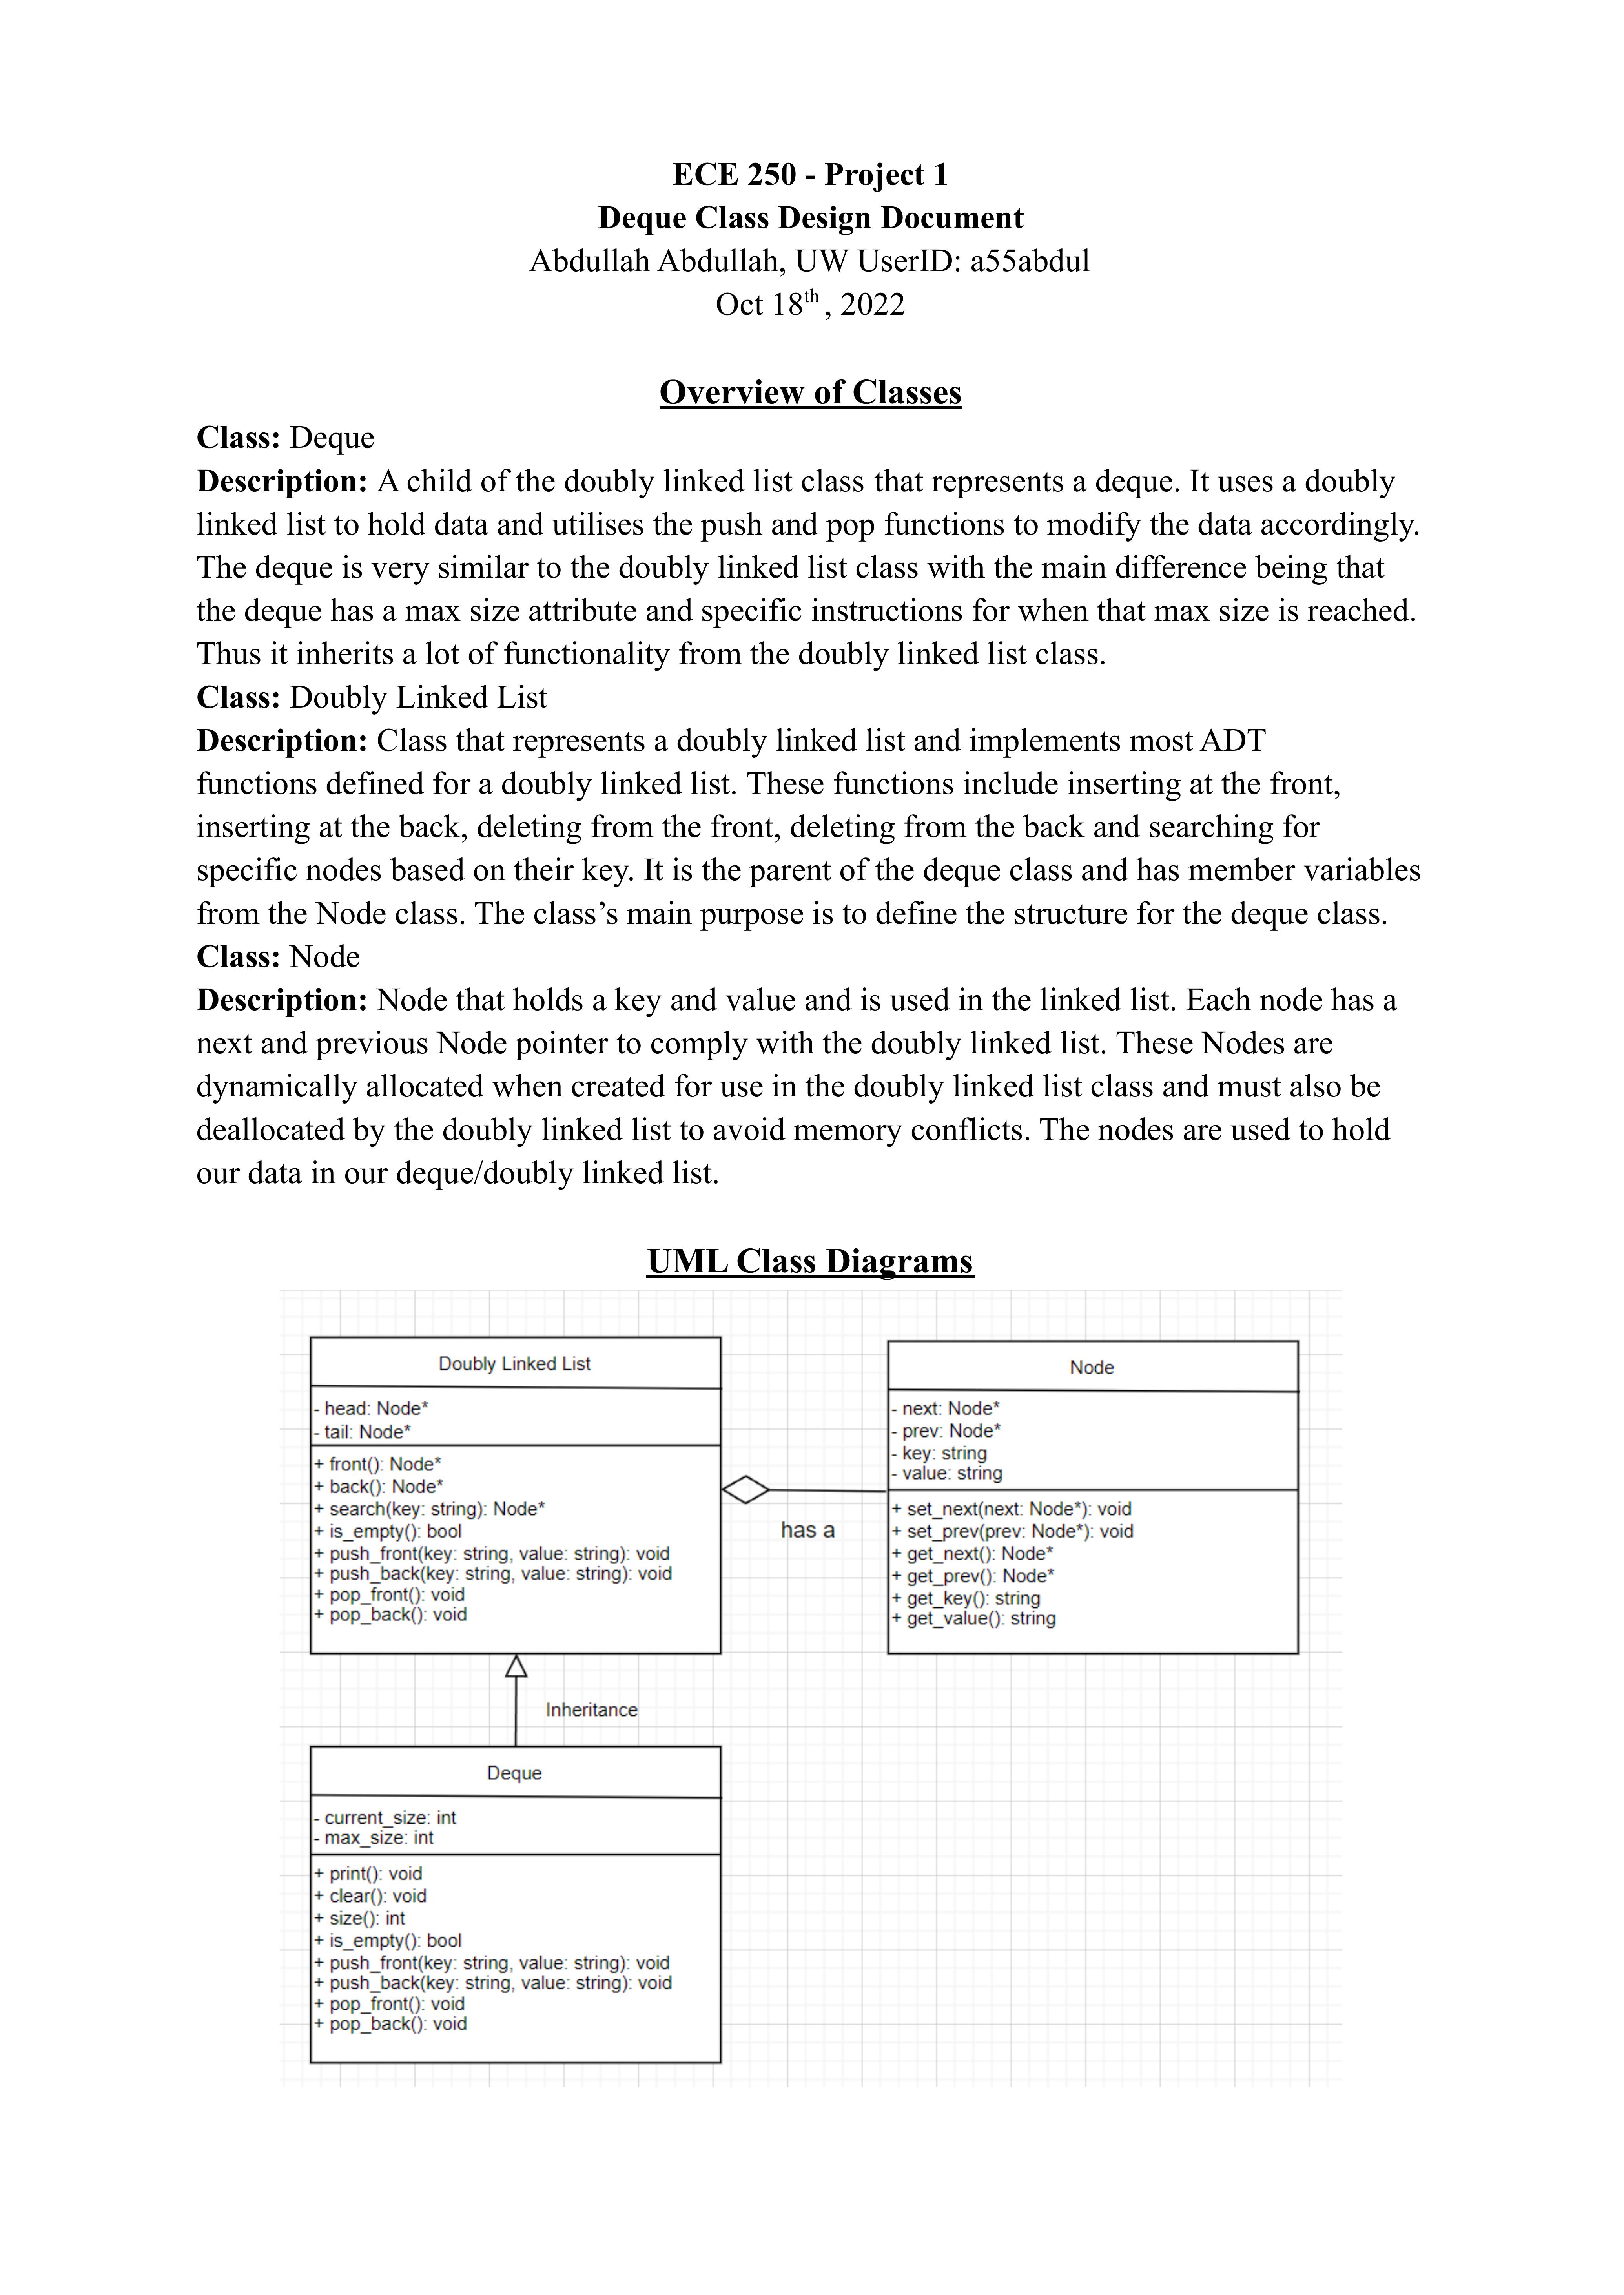 ECE 250 - Project 1
Deque Class Design Document
Abdullah Abdullah, UW UserID: a55abdul
Oct 18th , 2022
Overview of Classes
Class: Deque
Description: A child of the doubly linked list class that represents a deque. It uses a doubly
linked list to hold data and utilises the push and pop functions to modify the data accordingly.
The deque is very similar to the doubly linked list class with the main difference being that
the deque has a max size attribute and specific instructions for when that max size is reached.
Thus it inherits a lot of functionality from the doubly linked list class.
Class: Doubly Linked List
Description: Class that represents a doubly linked list and implements most ADT
functions defined for a doubly linked list. These functions include inserting at the front,
inserting at the back, deleting from the front, deleting from the back and searching for
specific nodes based on their key. It is the parent of the deque class and has member variables
from the Node class. The class’s main purpose is to define the structure for the deque class.
Class: Node
Description: Node that holds a key and value and is used in the linked list. Each node has a
next and previous Node pointer to comply with the doubly linked list. These Nodes are
dynamically allocated when created for use in the doubly linked list class and must also be
deallocated by the doubly linked list to avoid memory conflicts. The nodes are used to hold
our data in our deque/doubly linked list.
UML Class Diagrams
Doubly Linked List
- head: Node*
- tail: Node*
+ front(): Node*
+ back(): Node*
+ search(key: string): Node*
+ is_empty(): bool
+ push_front(key: string, value: string): void
+ push_back(key: string, value: string): void
+ pop_front(): void
+ pop_back(): void
has a
Node
- next: Node*
- prev: Node*
- key: string
- value: string
+ set_next(next: Node*): void
+ set_prev(prev: Node*): void
+ get_next(): Node*
+ get_prev(): Node*
+ get_key(): string
+ get_value(): string
Inheritance
Deque
- current_size: int
- max_size: int
+ print(): void
+ clear(): void
+ size(): int
+ is_empty(): bool
+ push_front(key: string, value: string): void
+ push_back(key: string, value: string): void
+ pop_front(): void
+ pop_back(): void